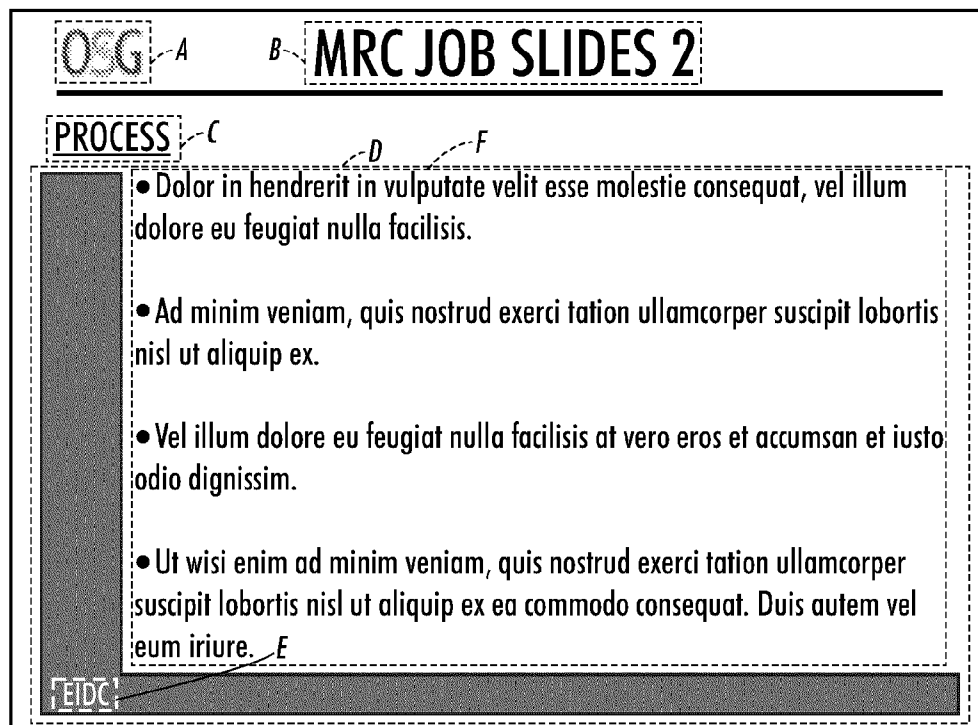 OSG A B MRC JOB SLIDES 2
PROCESS C
D F
• Dolor in hendrerit in vulputate velit esse molestie consequat, vel illum
dolore eu feugiat nulla facilisis.
• Ad minim veniam, quis nostrud exerci tation ullamcorper suscipit lobortis
nisl ut aliquip ex.
• Vel illum dolore eu feugiat nulla facilisis at vero eros et accumsan et iusto
odio dignissim.
• Ut wisi enim ad minim veniam, quis nostrud exerci tation ullamcorper
suscipit lobortis nisl ut aliquip ex ea commodo consequat. Duis autem vel
eum iriure. E
EIDC